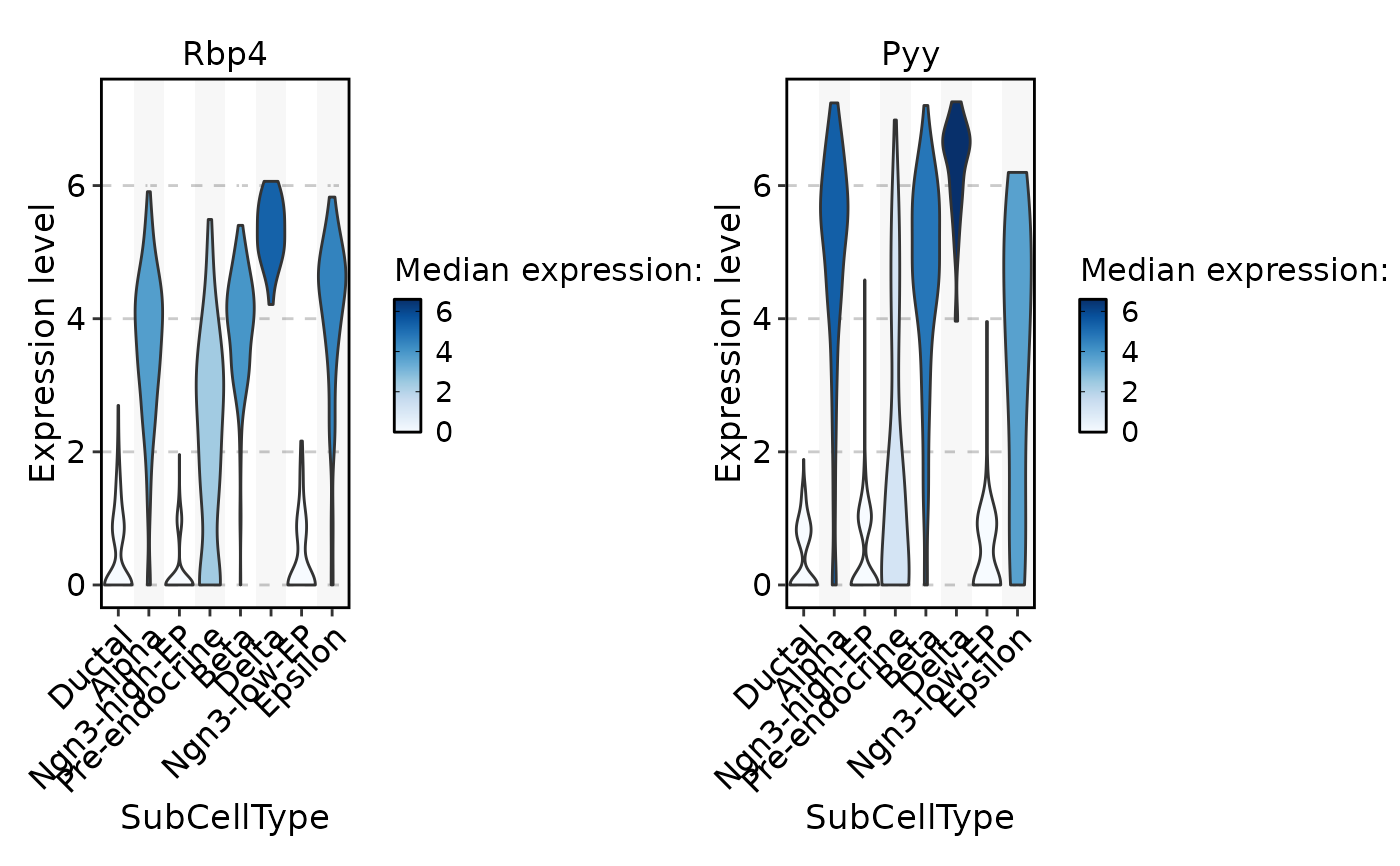 Rbp4
Expression level
6
4
2
0
Ductal
Alpha
Ngn3-high-EP
Pre-endocrine
Beta
Delta
Ngn3-low-EP
Epsilon
SubCellType
Median expression:
6
4
2
0
Pyy
Expression level
6
4
2
0
Ductal
Alpha
Ngn3-high-EP
Pre-endocrine
Beta
Delta
Ngn3-low-EP
Epsilon
SubCellType
Median expression:
6
4
2
0